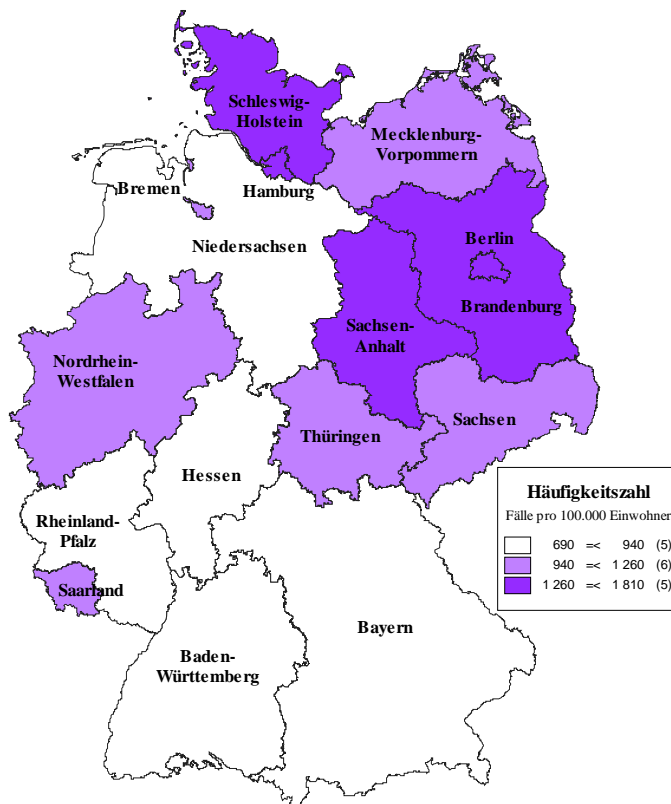 Schleswig-
Holstein
Mecklenburg-
Vorpommern
Bremen
Hamburg
Niedersachsen
Berlin
Brandenburg
Sachsen-
Anhalt
Nordrhein-
Westfalen
Sachsen
Thüringen
Hessen
Rheinland-
Pfalz
Saarland
Bayern
Baden-
Württemberg
Häufigkeitszahl
Fälle pro 100.000 Einwohner
690 =< 940 (5)
940 =< 1 260 (6)
1 260 =< 1 810 (5)